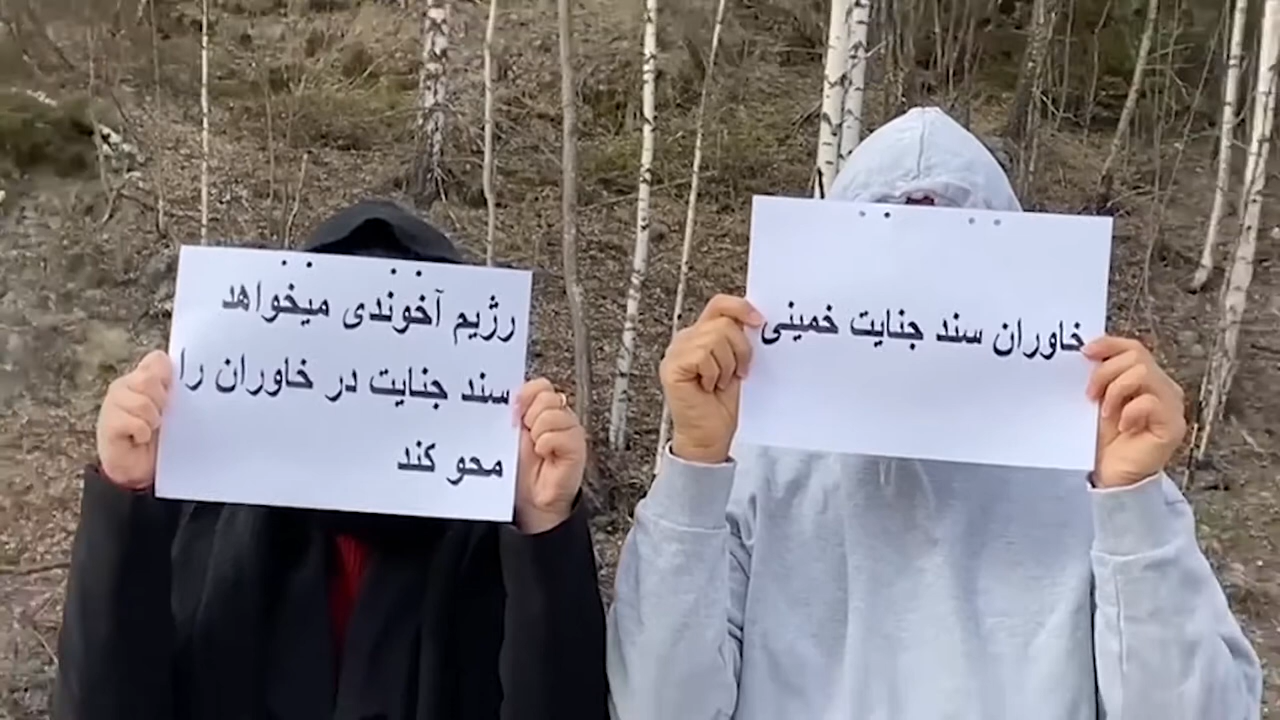 رژیم آخوندی میخواهد
سند جنایت در خاوران را
محو کند
خاوران سند جنایت خمینی